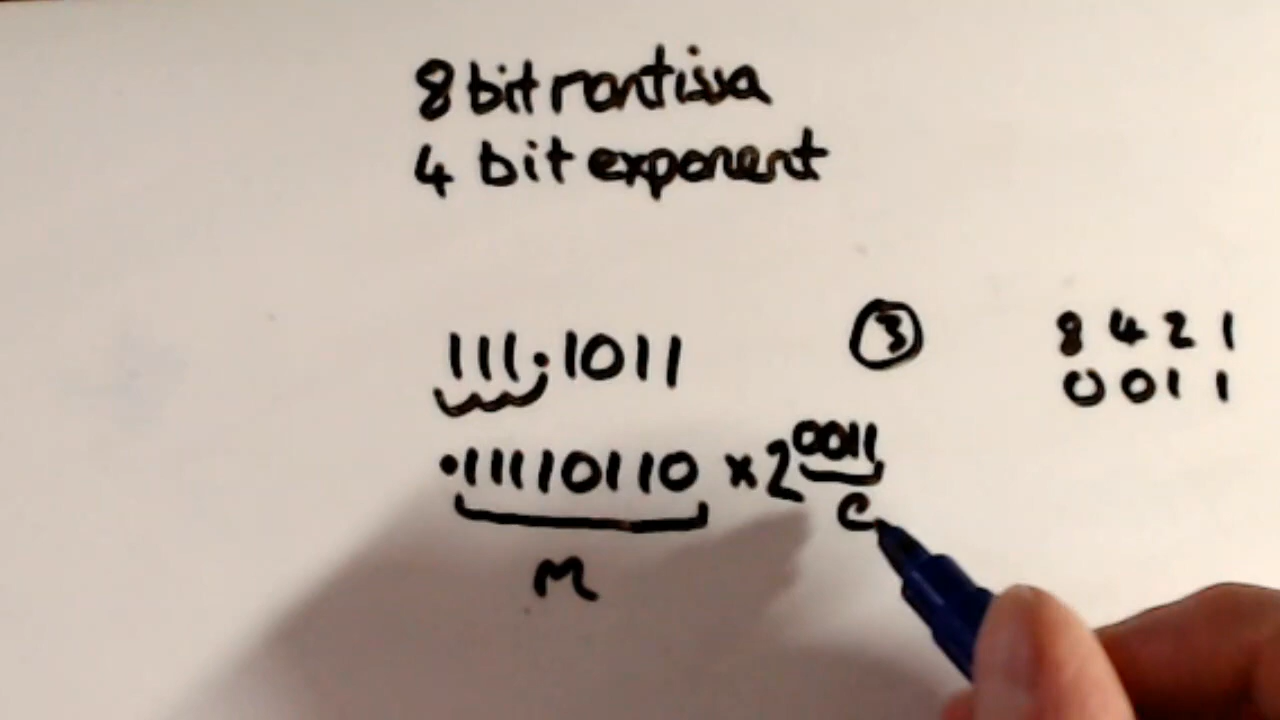 8 bit mantissa
4 bit exponent
111.1011
3
8 4 2 1
0 0 1 1
.11110110 × 2^0011
M
e